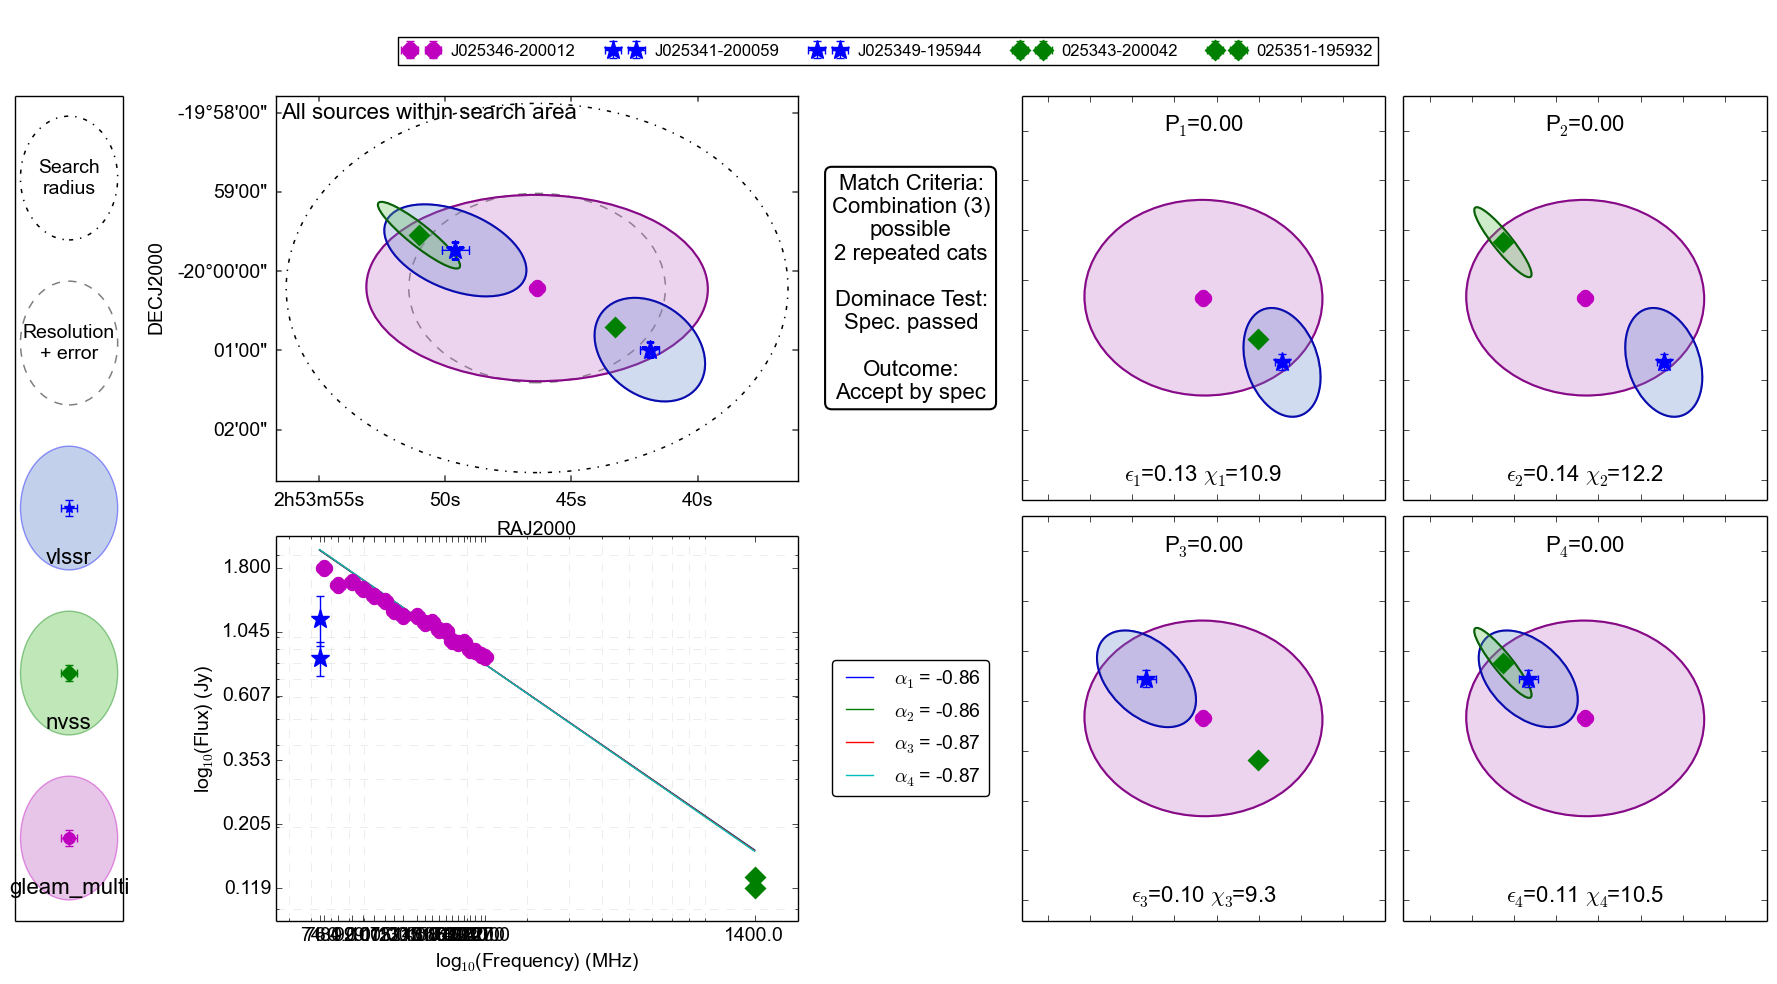 J025346-200012
J025341-200059
J025349-195944
025343-200042
025351-195932
Search
radius
Resolution
+ error
vlssr
nvss
gleam_multi
All sources within search area
-19°58'00"
59'00"
-20°00'00"
01'00"
02'00"
DECJ2000
2h53m55s
50s
45s
40s
RAJ2000
Match Criteria:
Combination (3)
possible
2 repeated cats
Dominace Test:
Spec. passed
Outcome:
Accept by spec
P1=0.00
ϵ1=0.13 χ1=10.9
P2=0.00
ϵ2=0.14 χ2=12.2
P3=0.00
ϵ3=0.10 χ3=9.3
P4=0.00
ϵ4=0.11 χ4=10.5
1.800
1.045
0.607
0.353
0.205
0.119
log10(Flux) (Jy)
1400.0
log10(Frequency) (MHz)
α1 = -0.86
α2 = -0.86
α3 = -0.87
α4 = -0.87